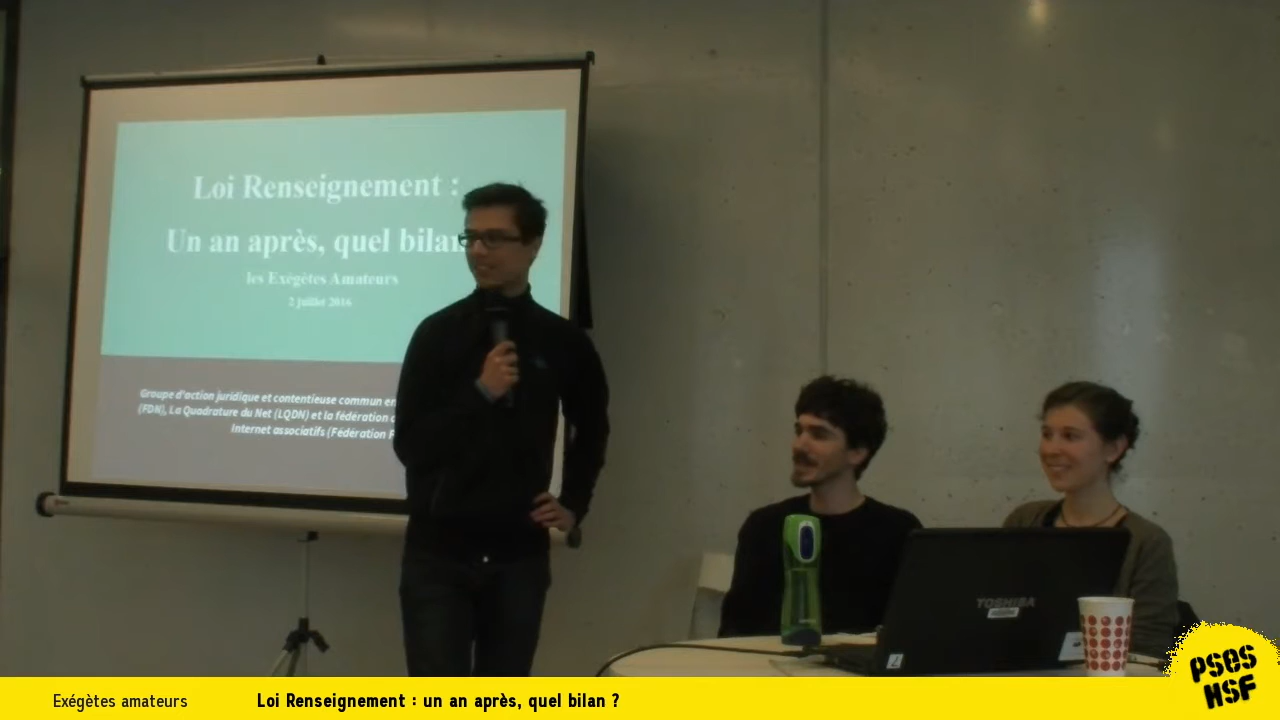 Loi Renseignement :
Un an après, quel bilan
les Exégètes Amateurs
2 juillet 2016
Groupe d'action juridique et contentieuse commun
(FDN), La Quadrature du Net (LQDN) et la fédération
Internet associatifs (Fédération
TOSHIBA
PSES
HSF
Exégètes amateurs Loi Renseignement : un an après, quel bilan ?